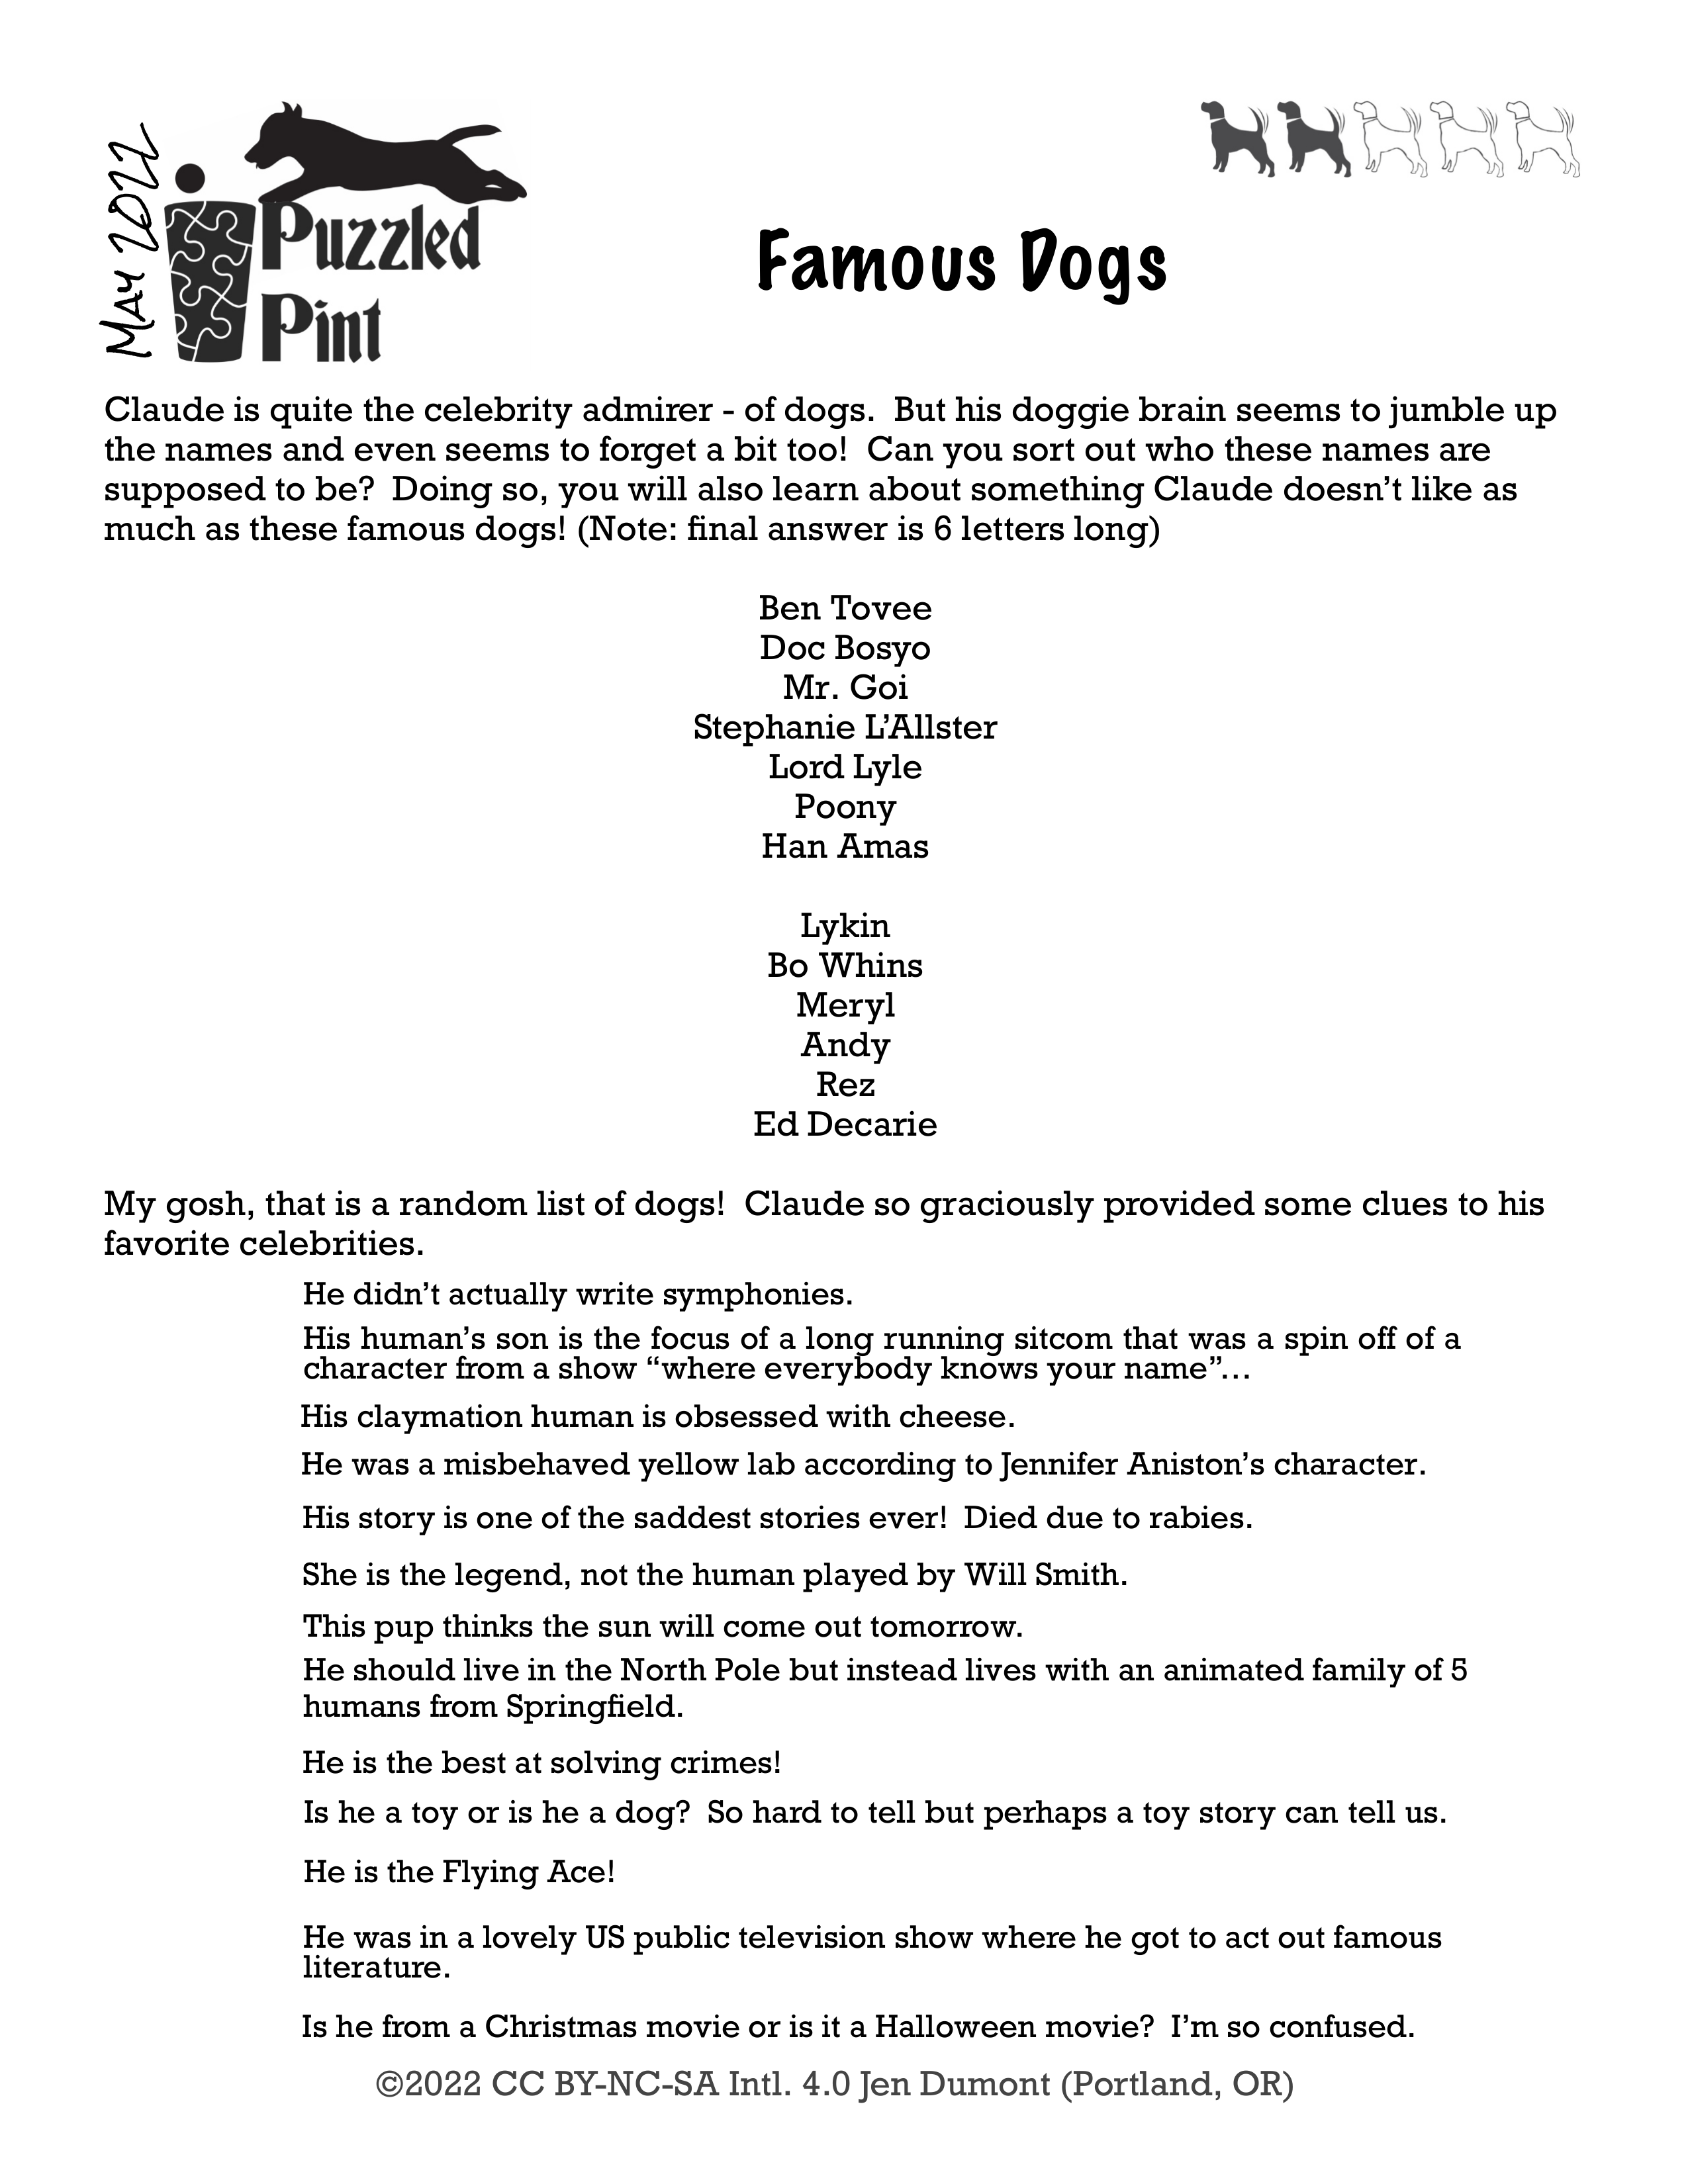 May 2022
Puzzled
Pint
Famous Dogs
Claude is quite the celebrity admirer - of dogs.  But his doggie brain seems to jumble up
the names and even seems to forget a bit too!  Can you sort out who these names are
supposed to be?  Doing so, you will also learn about something Claude doesn’t like as
much as these famous dogs! (Note: final answer is 6 letters long)
Ben Tovee
Doc Bosyo
Mr. Goi
Stephanie L’Allster
Lord Lyle
Poony
Han Amas
Lykin
Bo Whins
Meryl
Andy
Rez
Ed Decarie
My gosh, that is a random list of dogs!  Claude so graciously provided some clues to his
favorite celebrities.
He didn’t actually write symphonies.
His human’s son is the focus of a long running sitcom that was a spin off of a
character from a show “where everybody knows your name”…
His claymation human is obsessed with cheese.
He was a misbehaved yellow lab according to Jennifer Aniston’s character.
His story is one of the saddest stories ever!  Died due to rabies.
She is the legend, not the human played by Will Smith.
This pup thinks the sun will come out tomorrow.
He should live in the North Pole but instead lives with an animated family of 5
humans from Springfield.
He is the best at solving crimes!
Is he a toy or is he a dog?  So hard to tell but perhaps a toy story can tell us.
He is the Flying Ace!
He was in a lovely US public television show where he got to act out famous
literature.
Is he from a Christmas movie or is it a Halloween movie?  I’m so confused.
©2022 CC BY-NC-SA Intl. 4.0 Jen Dumont (Portland, OR)